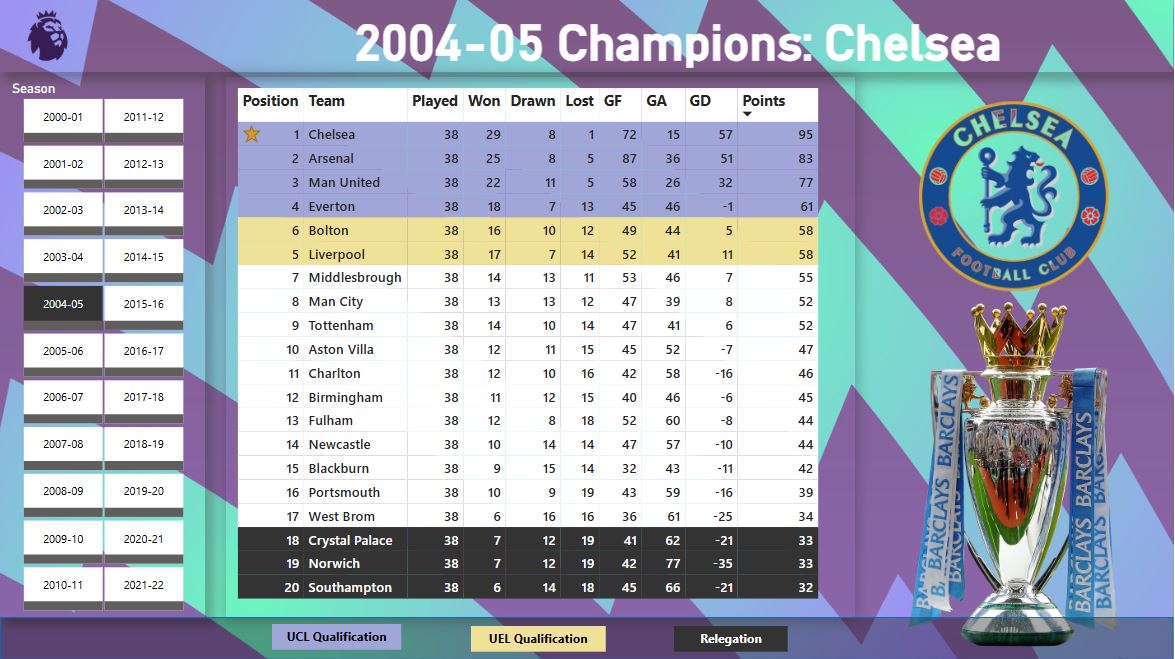 2004-05 Champions: Chelsea
Season
2000-01 2011-12
2001-02 2012-13
2002-03 2013-14
2003-04 2014-15
2004-05 2015-16
2005-06 2016-17
2006-07 2017-18
2007-08 2018-19
2008-09 2019-20
2009-10 2020-21
2010-11 2021-22
Position Team Played Won Drawn Lost GF GA GD Points
1 Chelsea 38 29 8 1 72 15 57 95
2 Arsenal 38 25 8 5 87 36 51 83
3 Man United 38 22 11 5 58 26 32 77
4 Everton 38 18 7 13 45 46 -1 61
6 Bolton 38 16 10 12 49 44 5 58
5 Liverpool 38 17 7 14 52 41 11 58
7 Middlesbrough 38 14 13 11 53 46 7 55
8 Man City 38 13 13 12 47 39 8 52
9 Tottenham 38 14 10 14 47 41 6 52
10 Aston Villa 38 12 11 15 45 52 -7 47
11 Charlton 38 12 10 16 42 58 -16 46
12 Birmingham 38 11 12 15 40 46 -6 45
13 Fulham 38 12 8 18 52 60 -8 44
14 Newcastle 38 10 14 14 47 57 -10 44
15 Blackburn 38 9 15 14 32 43 -11 42
16 Portsmouth 38 10 9 19 43 59 -16 39
17 West Brom 38 6 16 16 36 61 -25 34
18 Crystal Palace 38 7 12 19 41 62 -21 33
19 Norwich 38 7 12 19 42 77 -35 33
20 Southampton 38 6 14 18 45 66 -21 32
CHELSEA
FOOTBALL CLUB
BARCLAYS
BARCLAYS
BARCLAYS
BARCLAYS
BARCLAYS
BARCLAYS
UCL Qualification
UEL Qualification
Relegation